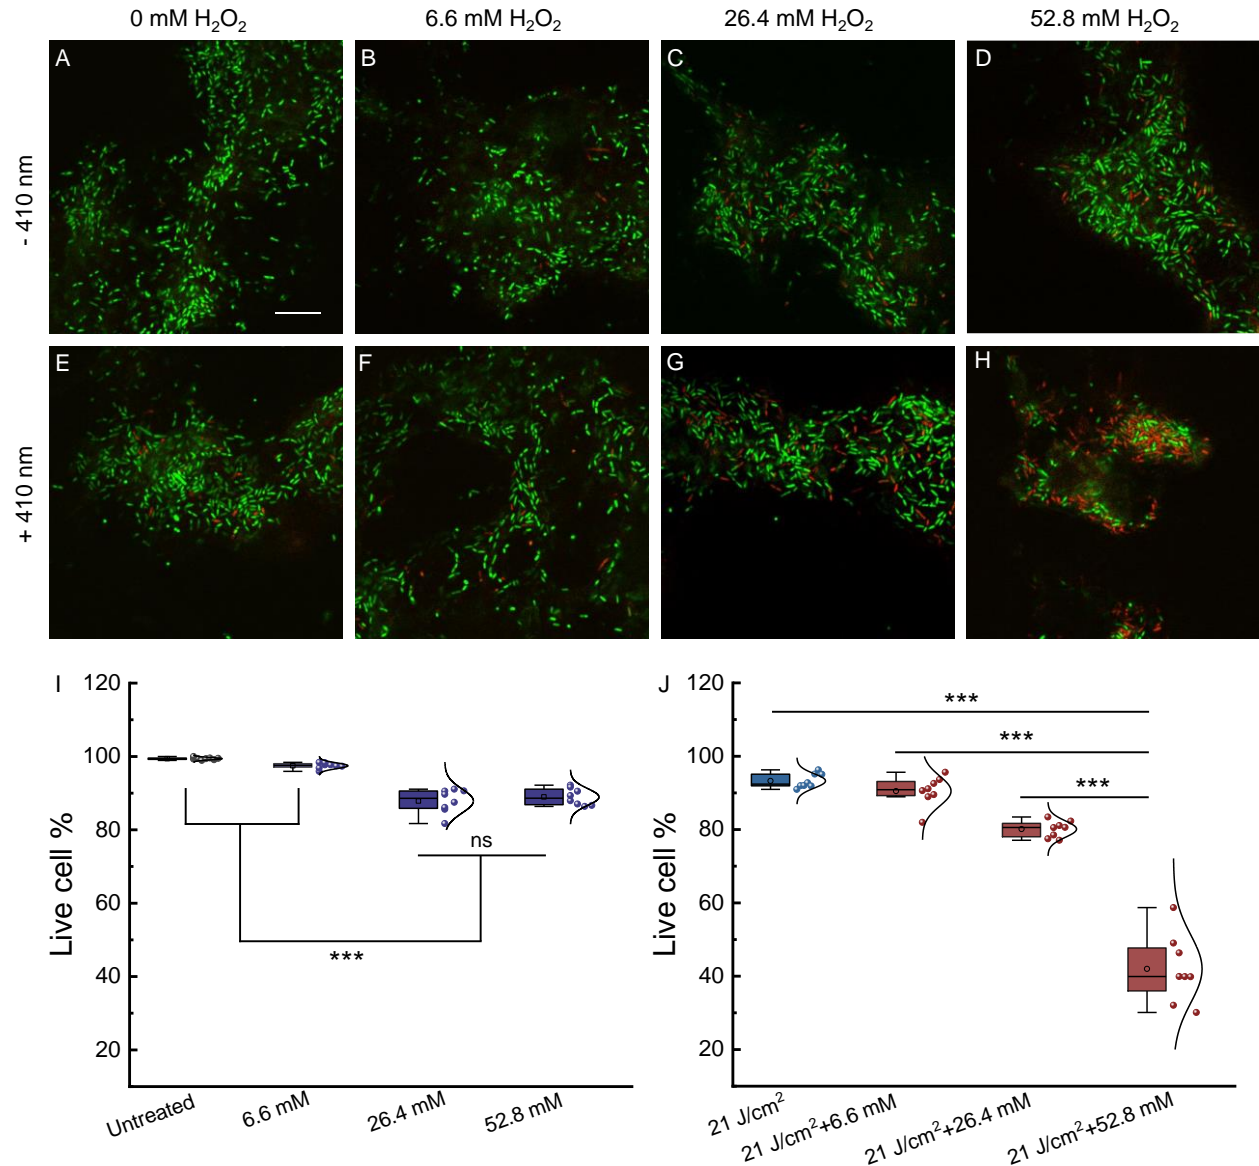 0 mM H₂O₂
6.6 mM H₂O₂
26.4 mM H₂O₂
52.8 mM H₂O₂
- 410 nm
A
B
C
D
+ 410 nm
E
F
G
H
I
Live cell %
120
100
80
60
40
20
ns
***
Untreated
6.6 mM
26.4 mM
52.8 mM
J
Live cell %
120
100
80
60
40
20
***
***
***
21 J/cm²
21 J/cm²+6.6 mM
21 J/cm²+26.4 mM
21 J/cm²+52.8 mM